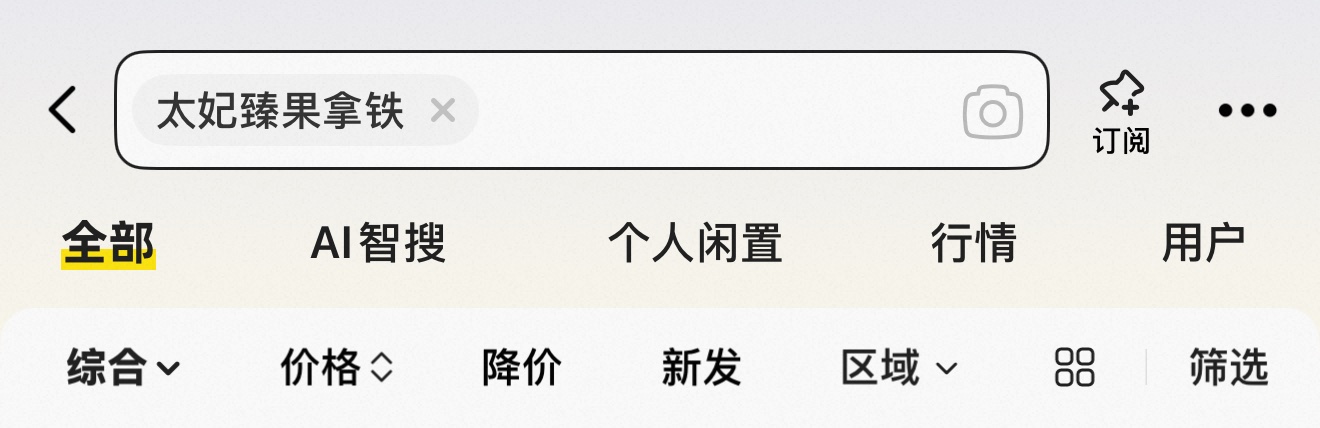 太妃臻果拿铁
订阅
全部 AI智搜 个人闲置 行情 用户
综合 价格 降价 新发 区域 筛选